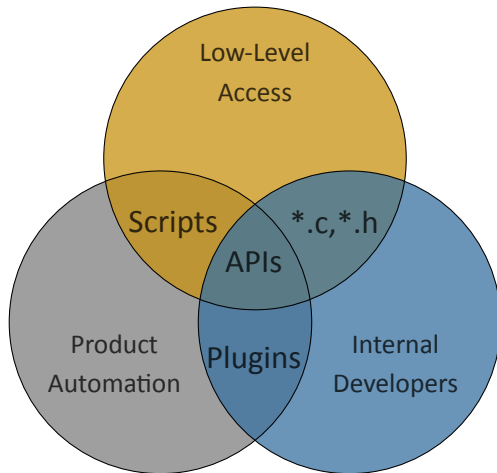 Low-Level
Access
Scripts
*.c,*.h
APIs
Product
Automation
Plugins
Internal
Developers